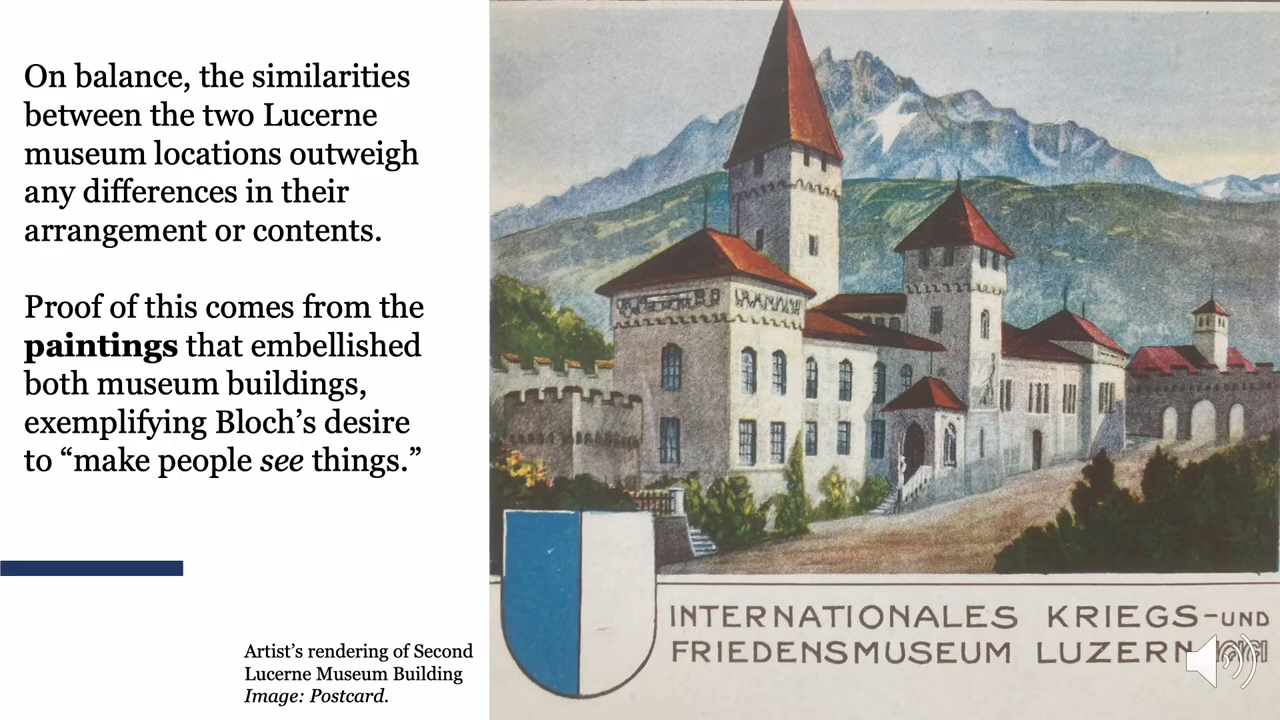 On balance, the similarities
between the two Lucerne
museum locations outweigh
any differences in their
arrangement or contents.
Proof of this comes from the
paintings that embellished
both museum buildings,
exemplifying Bloch’s desire
to “make people see things.”
Artist’s rendering of Second
Lucerne Museum Building
Image: Postcard.
INTERNATIONALES KRIEGS-UND
FRIEDENSMUSEUM LUZERN